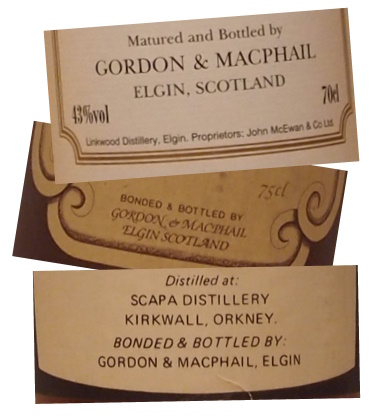 Matured and Bottled by
GORDON & MACPHAIL
ELGIN, SCOTLAND
43%vol
70cl
Linkwood Distillery, Elgin. Proprietors: John McEwan & Co Ltd.
75cl
BONDED & BOTTLED BY
GORDON & MACPHAIL
ELGIN SCOTLAND
Distilled at:
SCAPA DISTILLERY
KIRKWALL, ORKNEY.
BONDED & BOTTLED BY:
GORDON & MACPHAIL, ELGIN